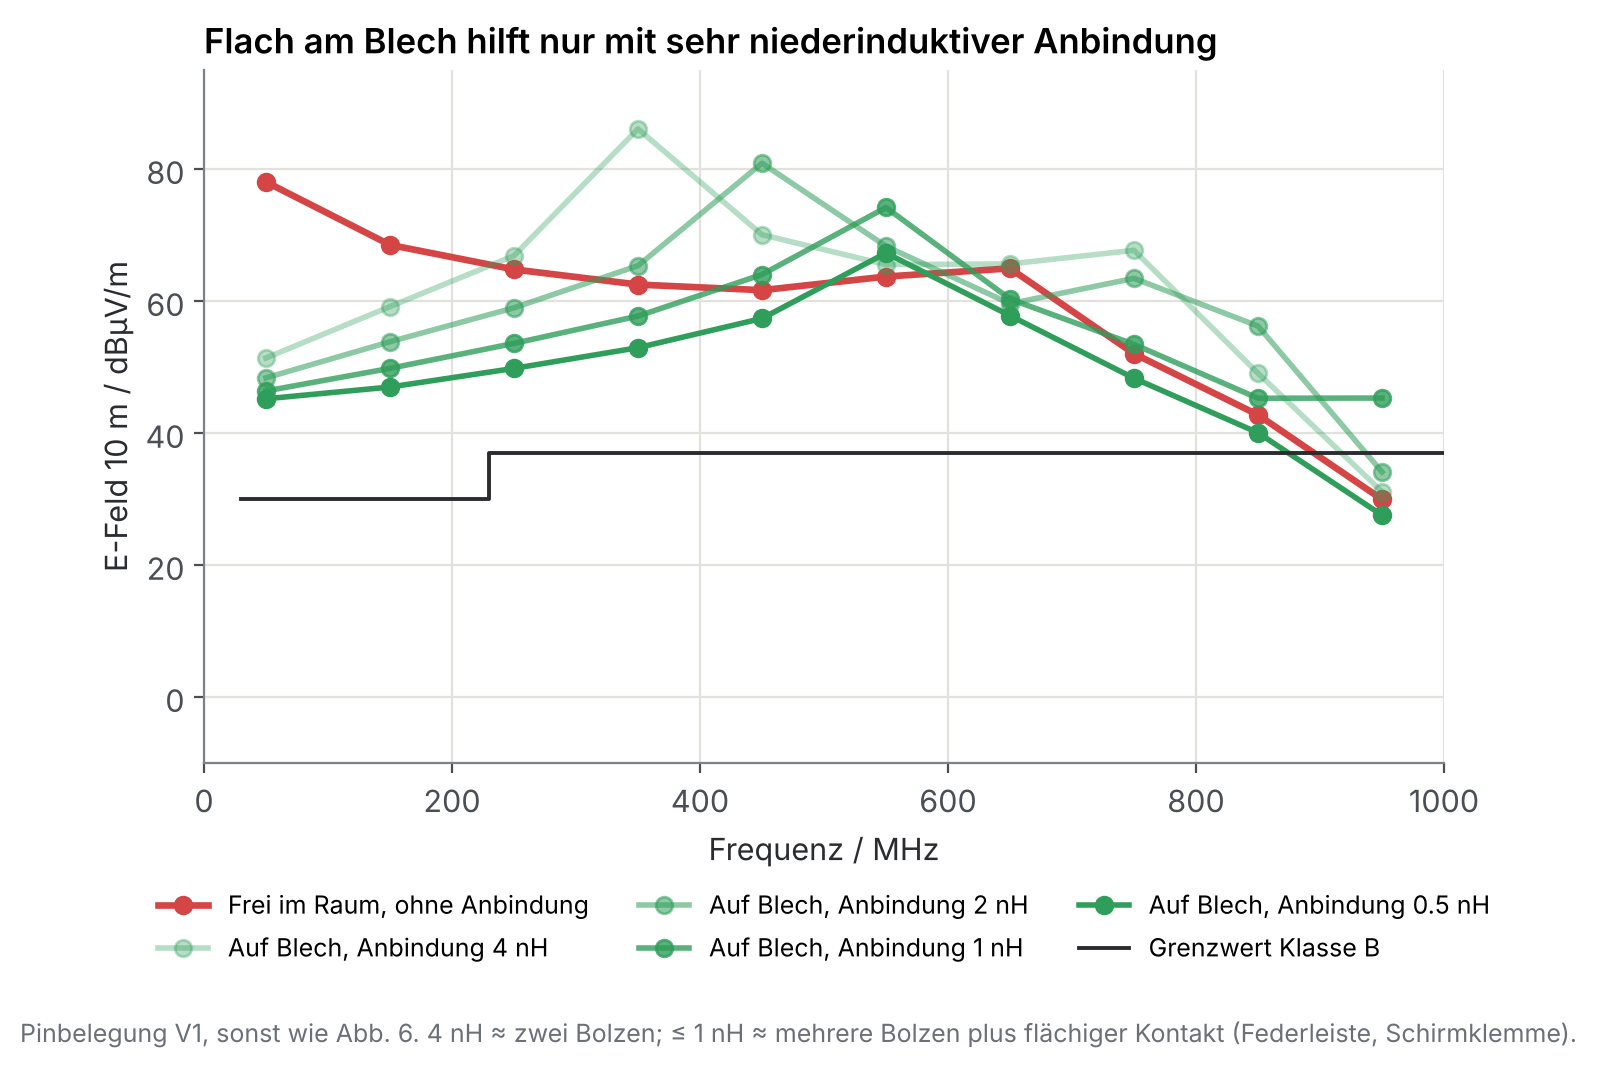 Flach am Blech hilft nur mit sehr niederinduktiver Anbindung
E-Feld 10 m / dBµV/m
80
60
40
20
0
0 200 400 600 800 1000
Frequenz / MHz
Frei im Raum, ohne Anbindung
Auf Blech, Anbindung 4 nH
Auf Blech, Anbindung 2 nH
Auf Blech, Anbindung 1 nH
Auf Blech, Anbindung 0.5 nH
Grenzwert Klasse B
Pinbelegung V1, sonst wie Abb. 6. 4 nH ≈ zwei Bolzen; ≤ 1 nH ≈ mehrere Bolzen plus flächiger Kontakt (Federleiste, Schirmklemme).